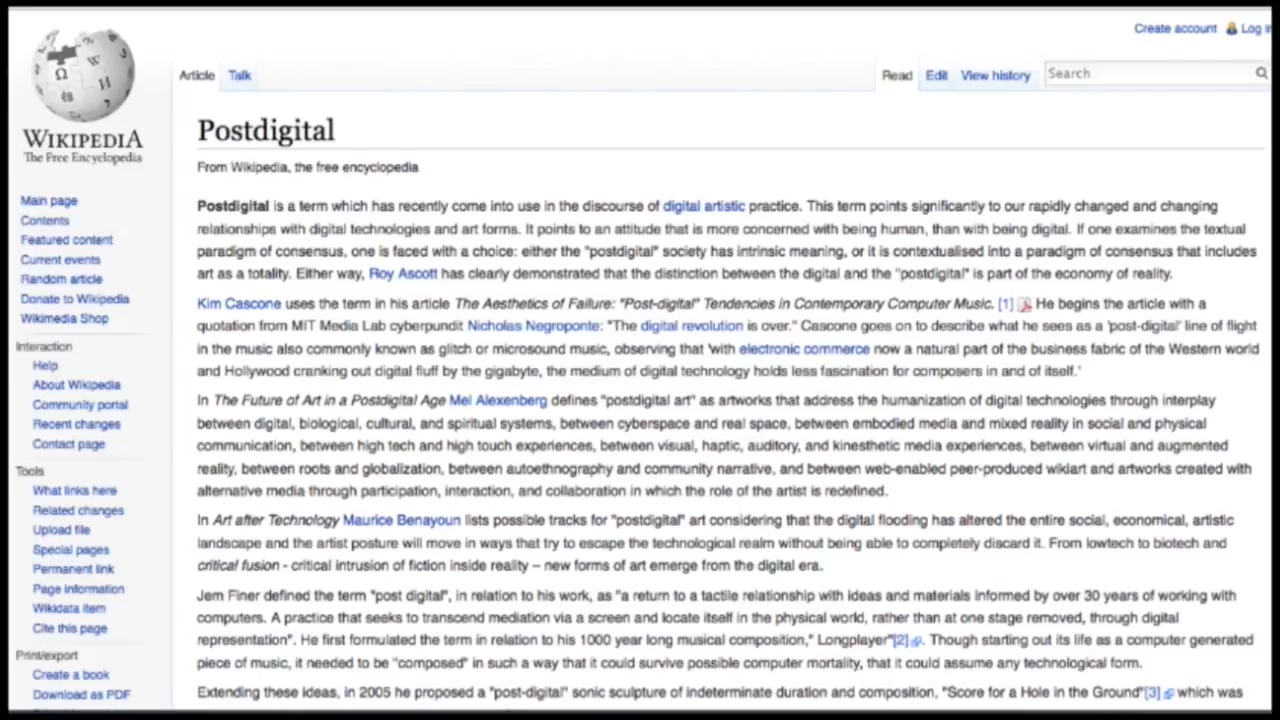 Create account Log in
Article Talk Read Edit View history Search
WIKIPEDIA
The Free Encyclopedia
Main page
Contents
Featured content
Current events
Random article
Donate to Wikipedia
Wikimedia Shop
Interaction
Help
About Wikipedia
Community portal
Recent changes
Contact page
Tools
What links here
Related changes
Upload file
Special pages
Permanent link
Page information
Wikidata item
Cite this page
Print/export
Create a book
Download as PDF
Postdigital
From Wikipedia, the free encyclopedia
Postdigital is a term which has recently come into use in the discourse of digital artistic practice. This term points significantly to our rapidly changed and changing
relationships with digital technologies and art forms. It points to an attitude that is more concerned with being human, than with being digital. If one examines the textual
paradigm of consensus, one is faced with a choice: either the "postdigital" society has intrinsic meaning, or it is contextualised into a paradigm of consensus that includes
art as a totality. Either way, Roy Ascott has clearly demonstrated that the distinction between the digital and the "postdigital" is part of the economy of reality.
Kim Cascone uses the term in his article The Aesthetics of Failure: "Post-digital" Tendencies in Contemporary Computer Music. [1] He begins the article with a
quotation from MIT Media Lab cyberpundit Nicholas Negroponte: "The digital revolution is over." Cascone goes on to describe what he sees as a 'post-digital' line of flight
in the music also commonly known as glitch or microsound music, observing that 'with electronic commerce now a natural part of the business fabric of the Western world
and Hollywood cranking out digital fluff by the gigabyte, the medium of digital technology holds less fascination for composers in and of itself.'
In The Future of Art in a Postdigital Age Mel Alexenberg defines "postdigital art" as artworks that address the humanization of digital technologies through interplay
between digital, biological, cultural, and spiritual systems, between cyberspace and real space, between embodied media and mixed reality in social and physical
communication, between high tech and high touch experiences, between visual, haptic, auditory, and kinesthetic media experiences, between virtual and augmented
reality, between roots and globalization, between autoethnography and community narrative, and between web-enabled peer-produced wikiart and artworks created with
alternative media through participation, interaction, and collaboration in which the role of the artist is redefined.
In Art after Technology Maurice Benayoun lists possible tracks for "postdigital" art considering that the digital flooding has altered the entire social, economical, artistic
landscape and the artist posture will move in ways that try to escape the technological realm without being able to completely discard it. From lowtech to biotech and
critical fusion - critical intrusion of fiction inside reality – new forms of art emerge from the digital era.
Jem Finer defined the term "post digital", in relation to his work, as "a return to a tactile relationship with ideas and materials informed by over 30 years of working with
computers. A practice that seeks to transcend mediation via a screen and locate itself in the physical world, rather than at one stage removed, through digital
representation". He first formulated the term in relation to his 1000 year long musical composition," Longplayer"[2]. Though starting out its life as a computer generated
piece of music, it needed to be "composed" in such a way that it could survive possible computer mortality, that it could assume any technological form.
Extending these ideas, in 2005 he proposed a "post-digital" sonic sculpture of indeterminate duration and composition, "Score for a Hole in the Ground"[3] which was